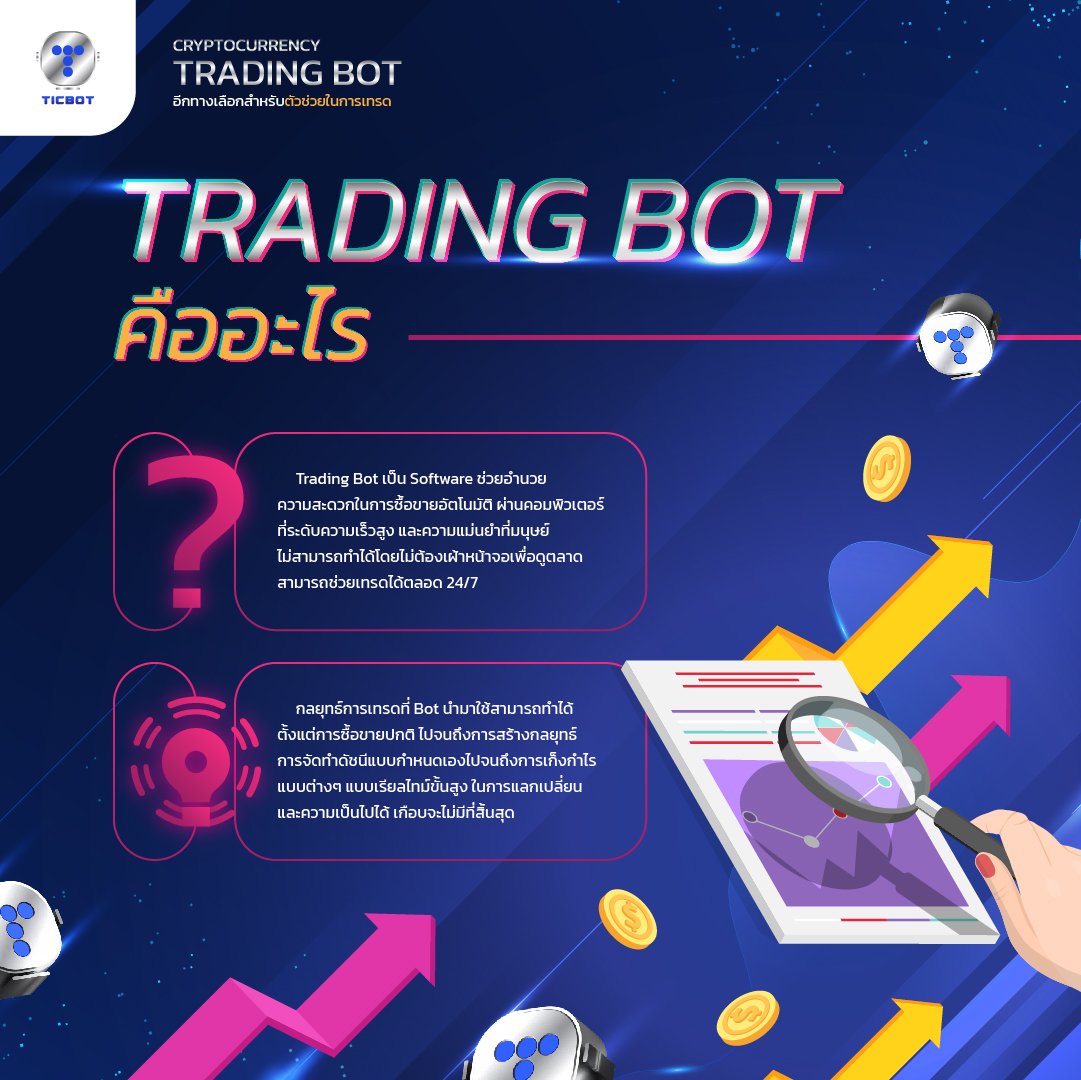 TICBOT
CRYPTOCURRENCY
TRADING BOT
อีกทางเลือกสำหรับตัวช่วยในการเทรด
TRADING BOT
คืออะไร
Trading Bot เป็น Software ช่วยอำนวย
ความสะดวกในการซื้อขายอัตโนมัติ ผ่านคอมพิวเตอร์
ที่ระดับความเร็วสูง และความแม่นยำที่มนุษย์
ไม่สามารถทำได้โดยไม่ต้องเฝ้าหน้าจอเพื่อดูตลาด
สามารถช่วยเทรดได้ตลอด 24/7
กลยุทธ์การเทรดที่ Bot นำมาใช้สามารถทำได้
ตั้งแต่การซื้อขายปกติ ไปจนถึงการสร้างกลยุทธ์
การจัดทำดัชนีแบบกำหนดเองไปจนถึงการเก็งกำไร
แบบต่างๆ แบบเรียลไทม์ขั้นสูง ในการแลกเปลี่ยน
และความเป็นไปได้ เกือบจะไม่มีที่สิ้นสุด